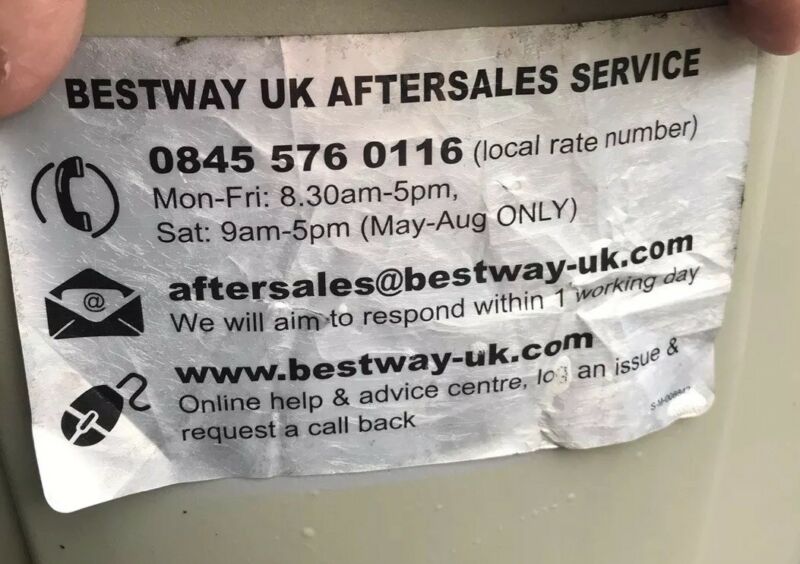 BESTWAY UK AFTERSALES SERVICE
0845 576 0116 (local rate number)
Mon-Fri: 8.30am-5pm,
Sat: 9am-5pm (May-Aug ONLY)
@
aftersales@bestway-uk.com
We will aim to respond within 1 working day
www.bestway-uk.com
Online help & advice centre, log an issue &
request a call back